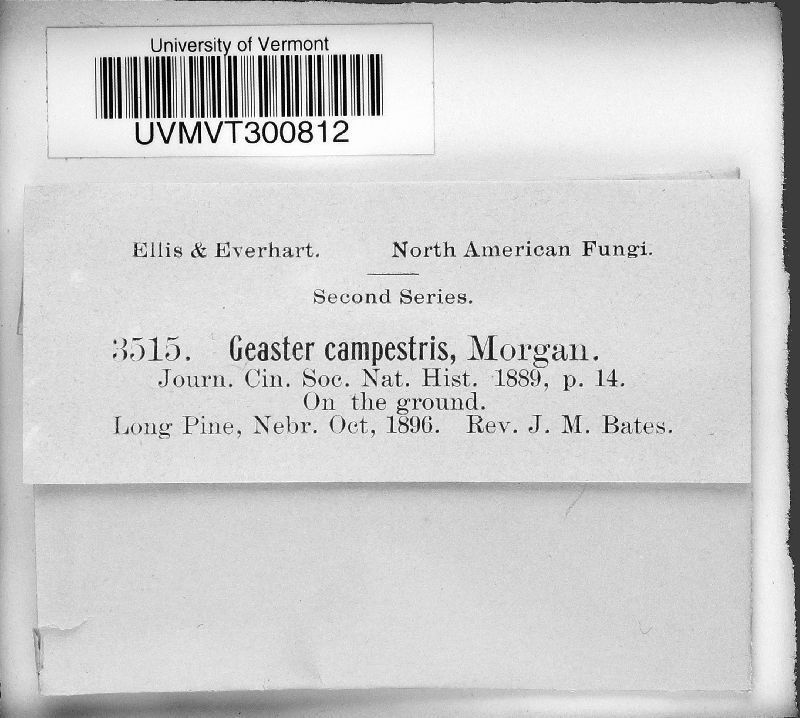 University of Vermont
UVMVT300812
Ellis & Everhart. North American Fungi.
Second Series.
3515. Geaster campestris, Morgan.
Journ. Cin. Soc. Nat. Hist. 1889, p. 14.
On the ground.
Long Pine, Nebr. Oct, 1896. Rev. J. M. Bates.